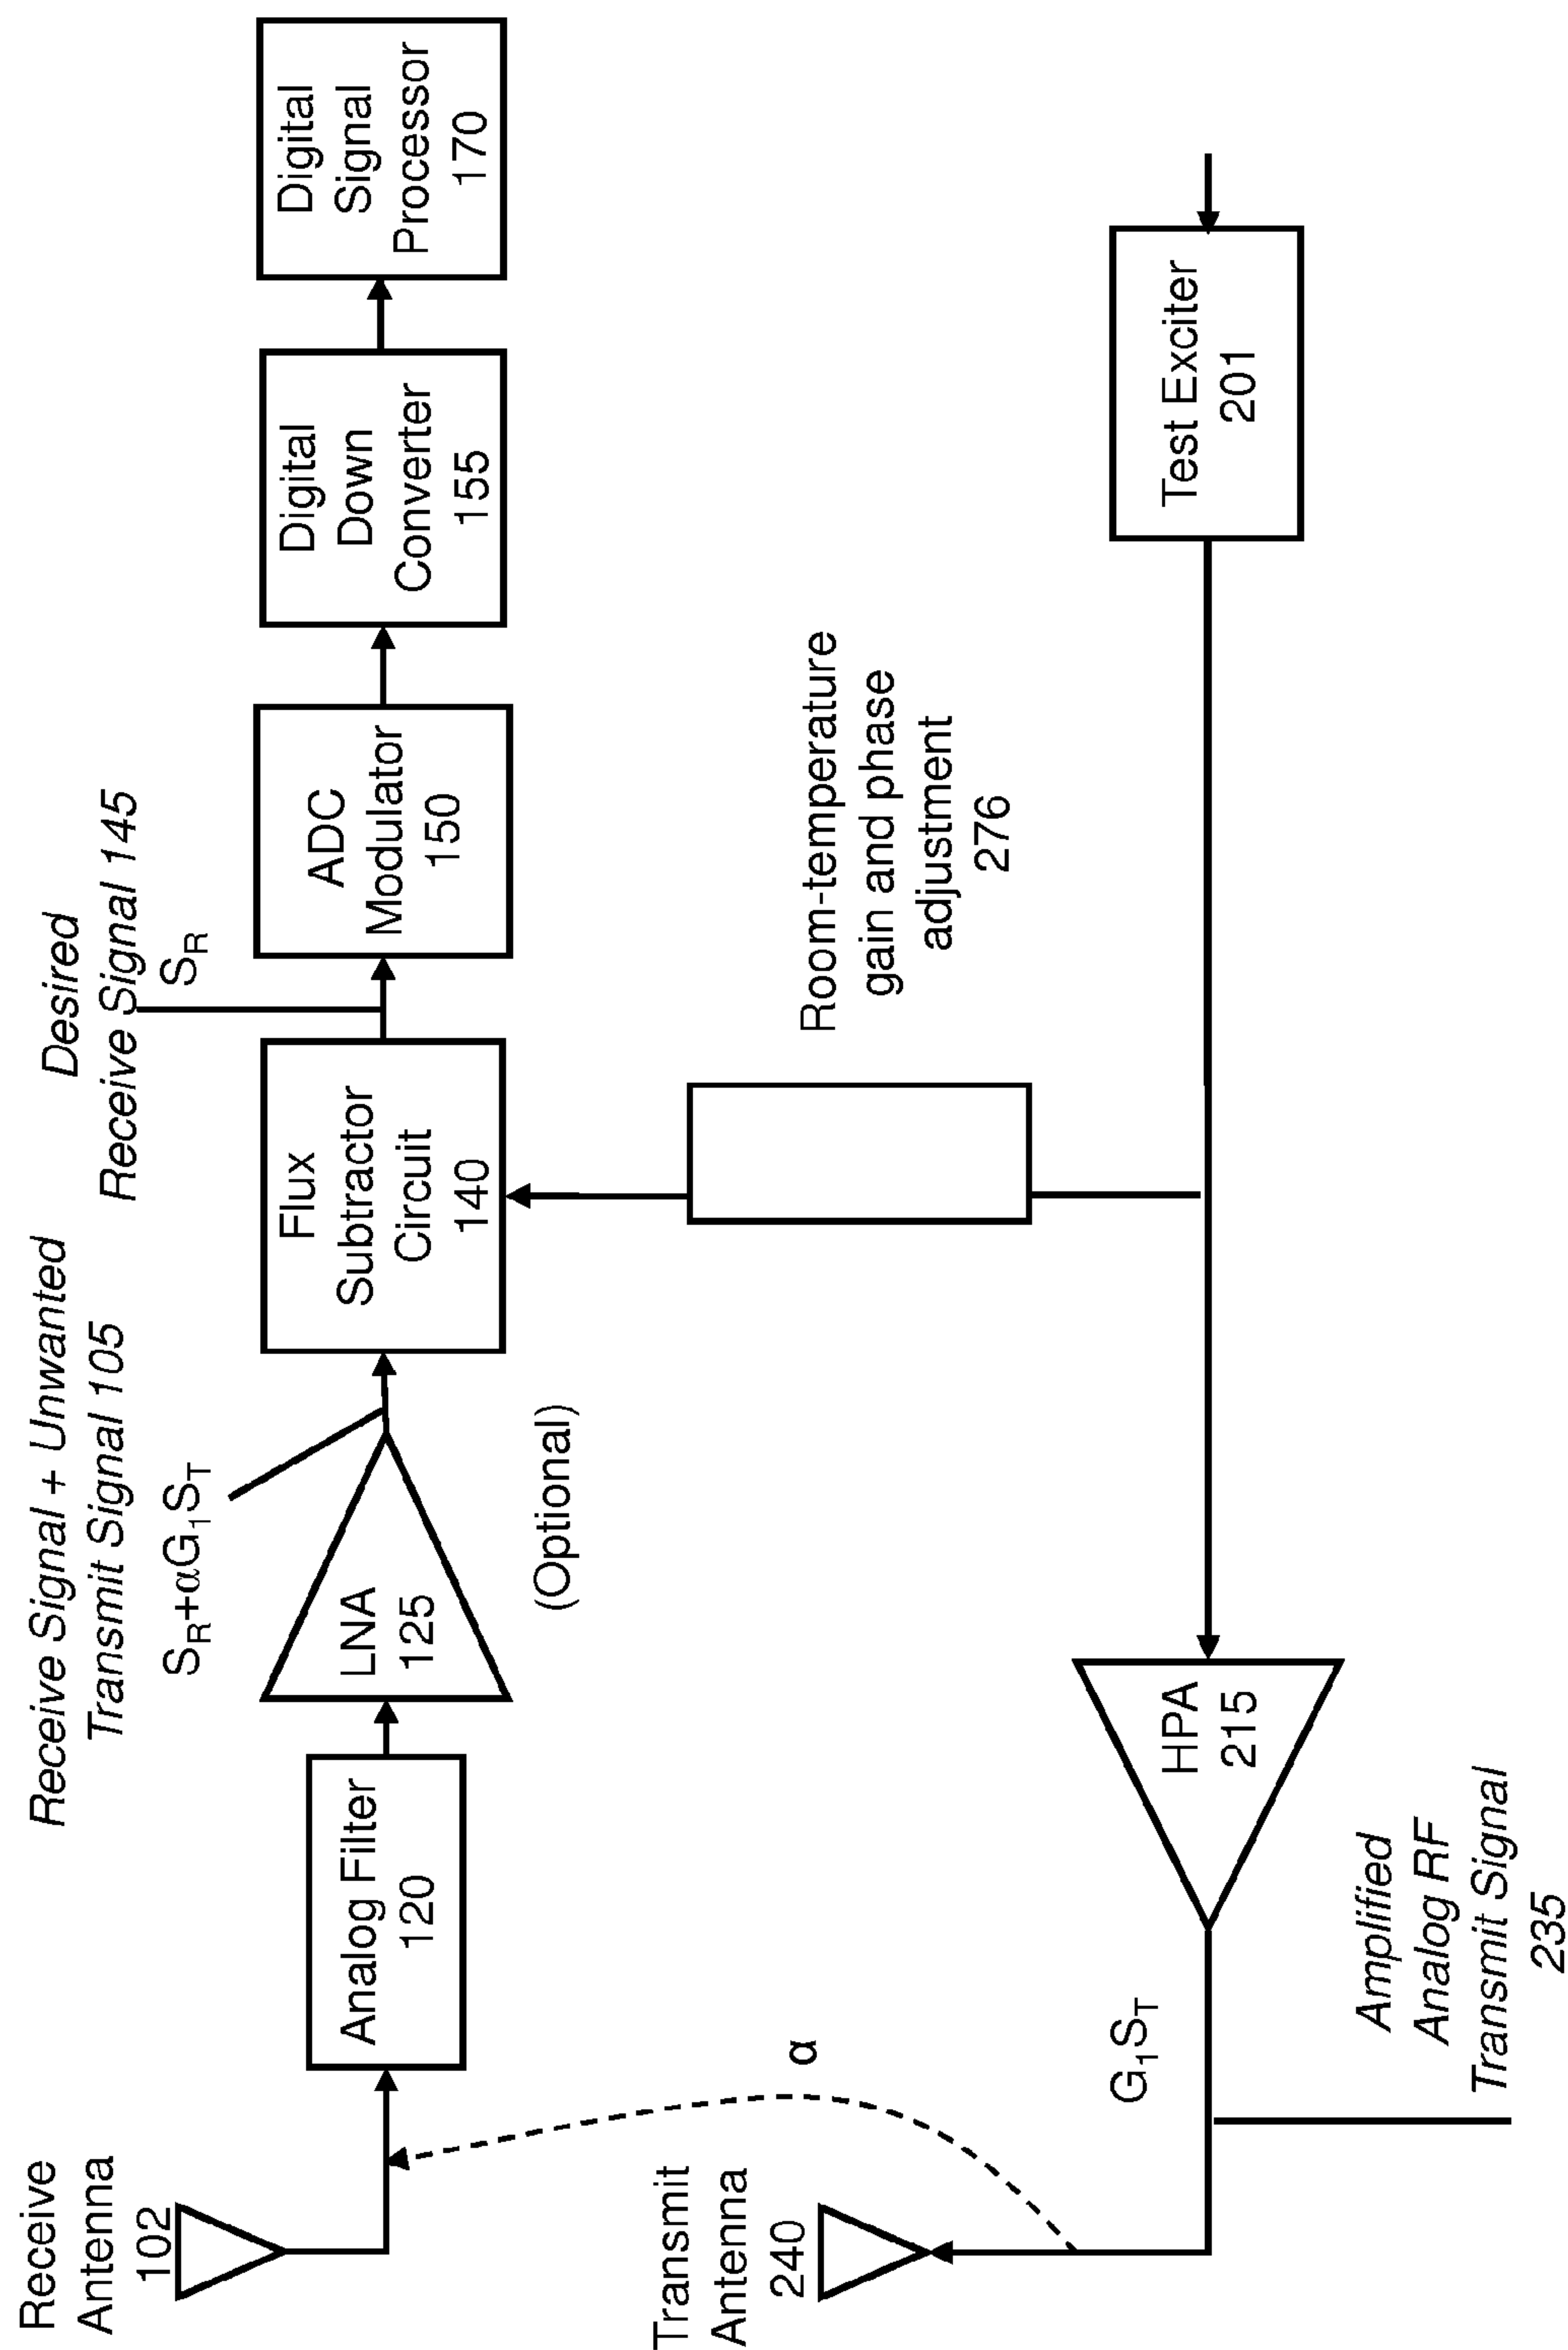 Receive
Antenna
102
Analog Filter
120
Receive Signal + Unwanted
Transmit Signal 105
S_R+αG_1S_T
LNA
125
(Optional)
Flux
Subtractor
Circuit
140
Desired
Receive Signal 145
S_R
ADC
Modulator
150
Digital
Down
Converter
155
Digital
Signal
Processor
170
Transmit
Antenna
240
α
Room-temperature
gain and phase
adjustment
276
G_1S_T
Amplified
Analog RF
Transmit Signal
235
HPA
215
Test Exciter
201